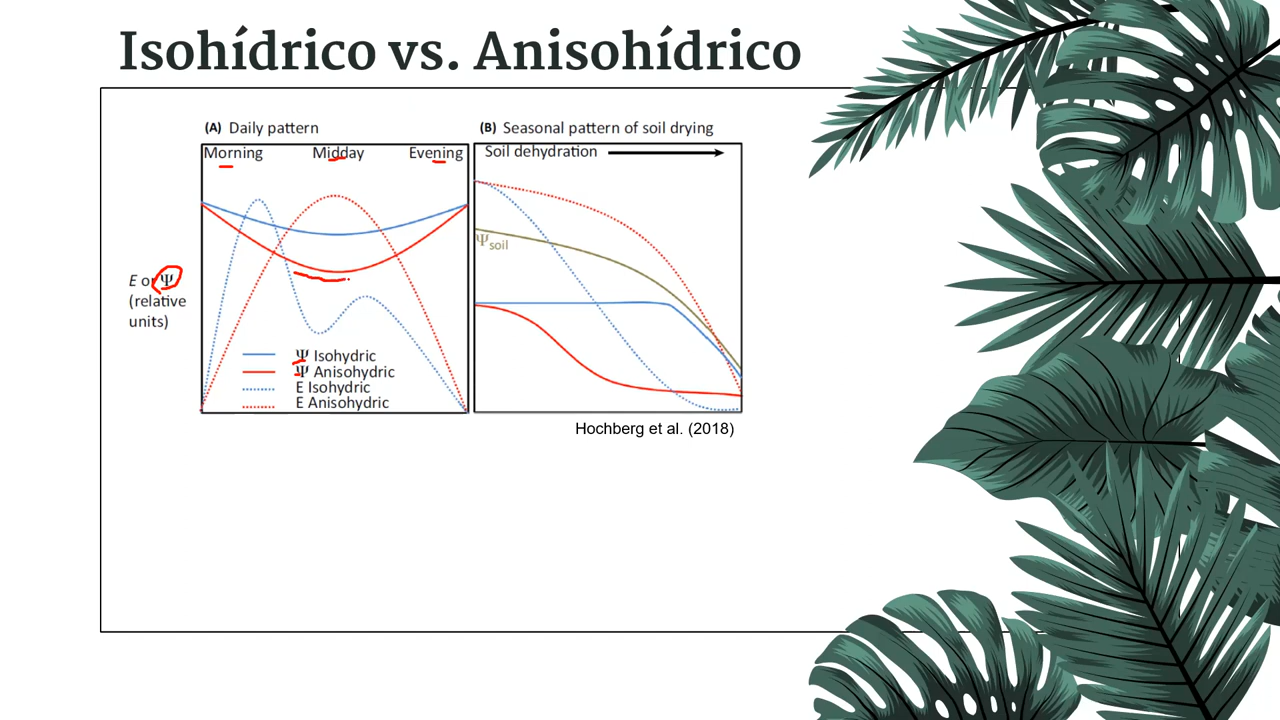 Isohídrico vs. Anisohídrico
(A) Daily pattern
Morning Midday Evening
E or Ψ
(relative
units)
Ψ Isohydric
Ψ Anisohydric
E Isohydric
E Anisohydric
(B) Seasonal pattern of soil drying
Soil dehydration
Ψsoil
Hochberg et al. (2018)